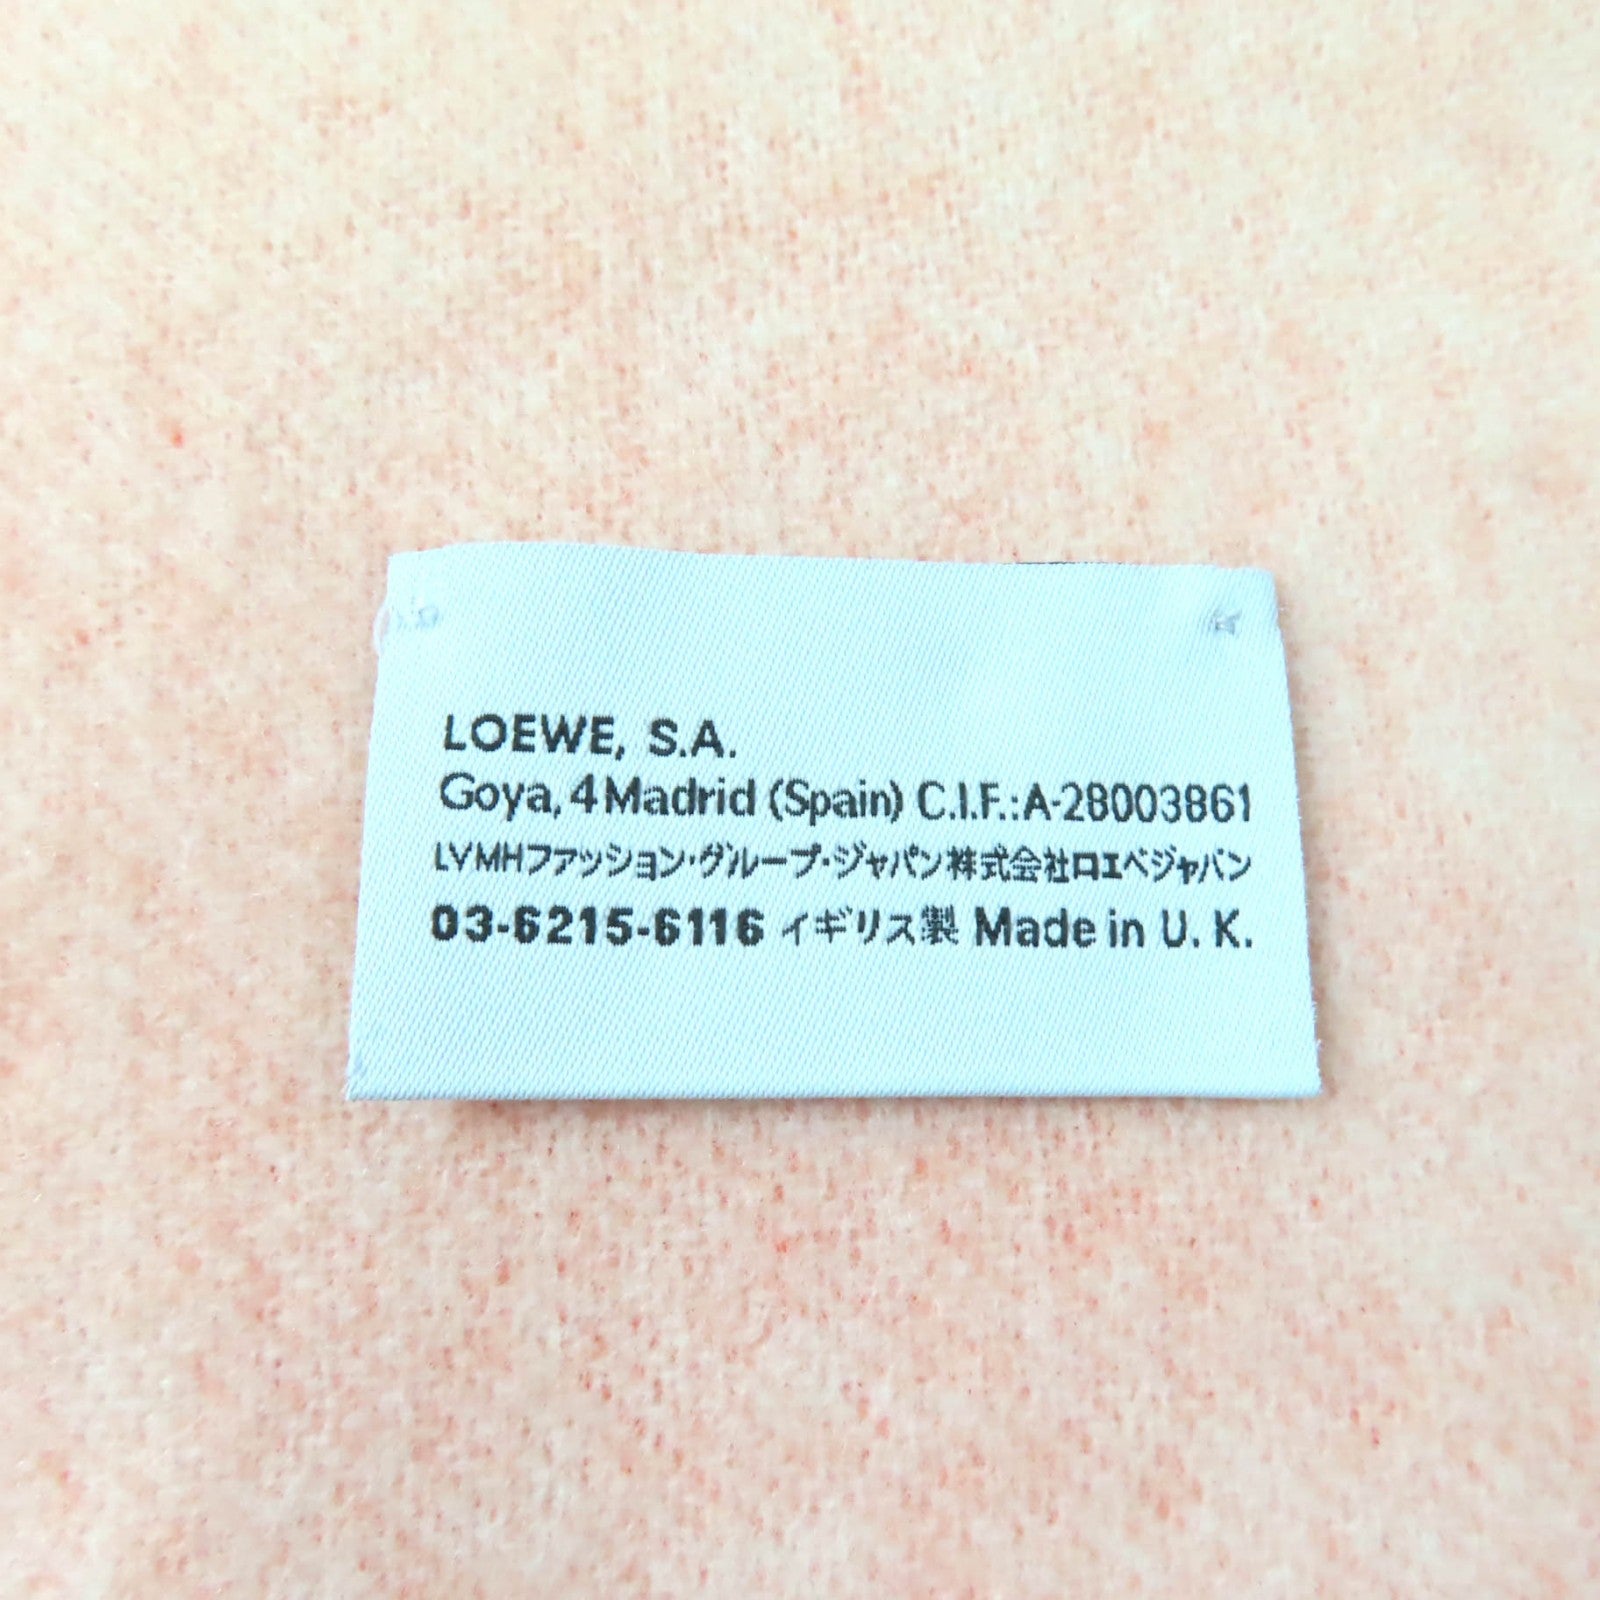 LOEWE, S.A.
Goya, 4 Madrid (Spain) C.I.F.:A-28003861
LVMHファッション・グループ・ジャパン株式会社ロエベジャパン
03-6215-6116 イギリス製 Made in U. K.